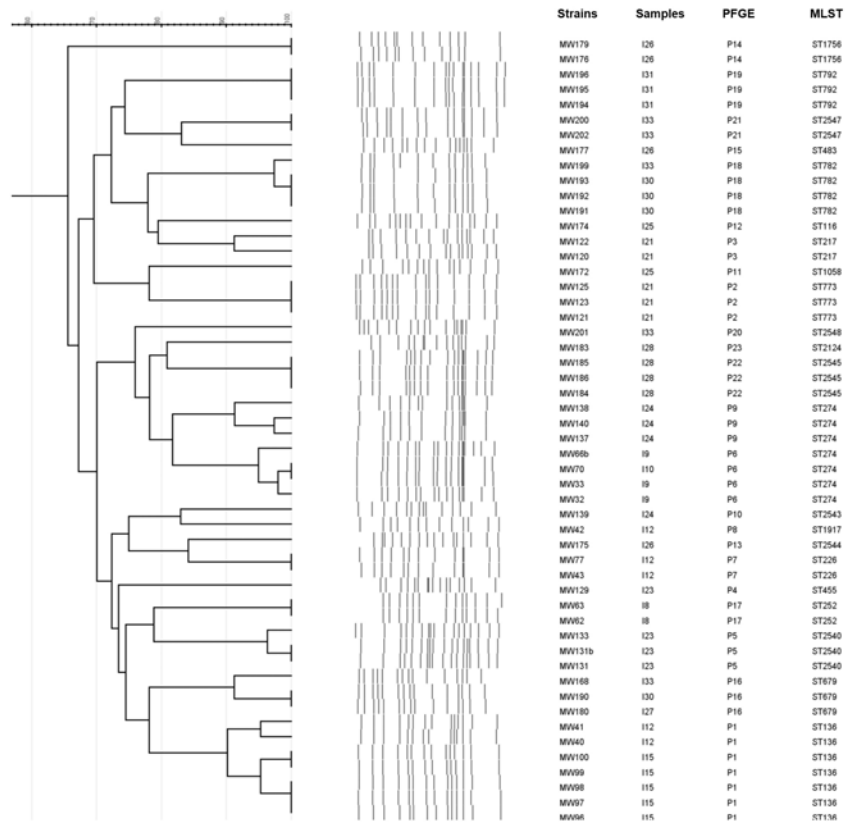 Strains Samples PFGE MLST
60 70 80 90 100
MW179 I26 P14 ST1756
MW176 I26 P14 ST1756
MW196 I31 P19 ST792
MW195 I31 P19 ST792
MW194 I31 P19 ST792
MW200 I33 P21 ST2547
MW202 I33 P21 ST2547
MW177 I26 P15 ST483
MW199 I33 P18 ST782
MW193 I30 P18 ST782
MW192 I30 P18 ST782
MW191 I30 P18 ST782
MW174 I25 P12 ST116
MW122 I21 P3 ST217
MW120 I21 P3 ST217
MW172 I25 P11 ST1058
MW125 I21 P2 ST773
MW123 I21 P2 ST773
MW121 I21 P2 ST773
MW201 I33 P20 ST2548
MW183 I28 P23 ST2124
MW185 I28 P22 ST2545
MW186 I28 P22 ST2545
MW184 I28 P22 ST2545
MW138 I24 P9 ST274
MW140 I24 P9 ST274
MW137 I24 P9 ST274
MW66b I9 P6 ST274
MW70 I10 P6 ST274
MW33 I9 P6 ST274
MW32 I9 P6 ST274
MW139 I24 P10 ST2543
MW42 I12 P8 ST1917
MW175 I26 P13 ST2544
MW77 I12 P7 ST226
MW43 I12 P7 ST226
MW129 I23 P4 ST455
MW63 I8 P17 ST252
MW62 I8 P17 ST252
MW133 I23 P5 ST2540
MW131b I23 P5 ST2540
MW131 I23 P5 ST2540
MW168 I33 P16 ST679
MW190 I30 P16 ST679
MW180 I27 P16 ST679
MW41 I12 P1 ST136
MW40 I12 P1 ST136
MW100 I15 P1 ST136
MW99 I15 P1 ST136
MW98 I15 P1 ST136
MW97 I15 P1 ST136
MW96 I15 P1 ST136